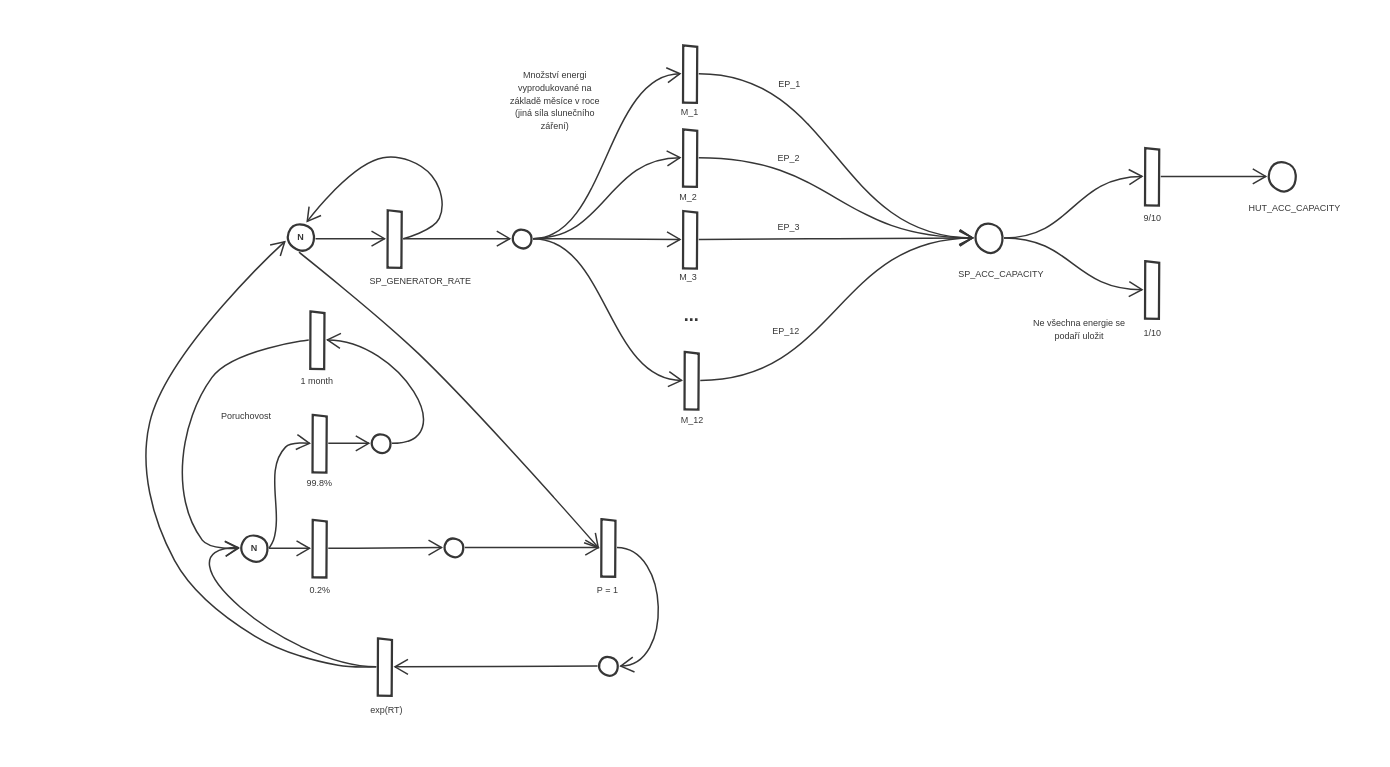 Množství energi
vyprodukované na
základě měsíce v roce
(jiná síla slunečního
záření)
M_1
EP_1
M_2
EP_2
M_3
EP_3
...
M_12
EP_12
N
SP_GENERATOR_RATE
SP_ACC_CAPACITY
9/10
HUT_ACC_CAPACITY
Ne všechna energie se
podaří uložit
1/10
1 month
Poruchovost
99.8%
N
0.2%
P = 1
exp(RT)